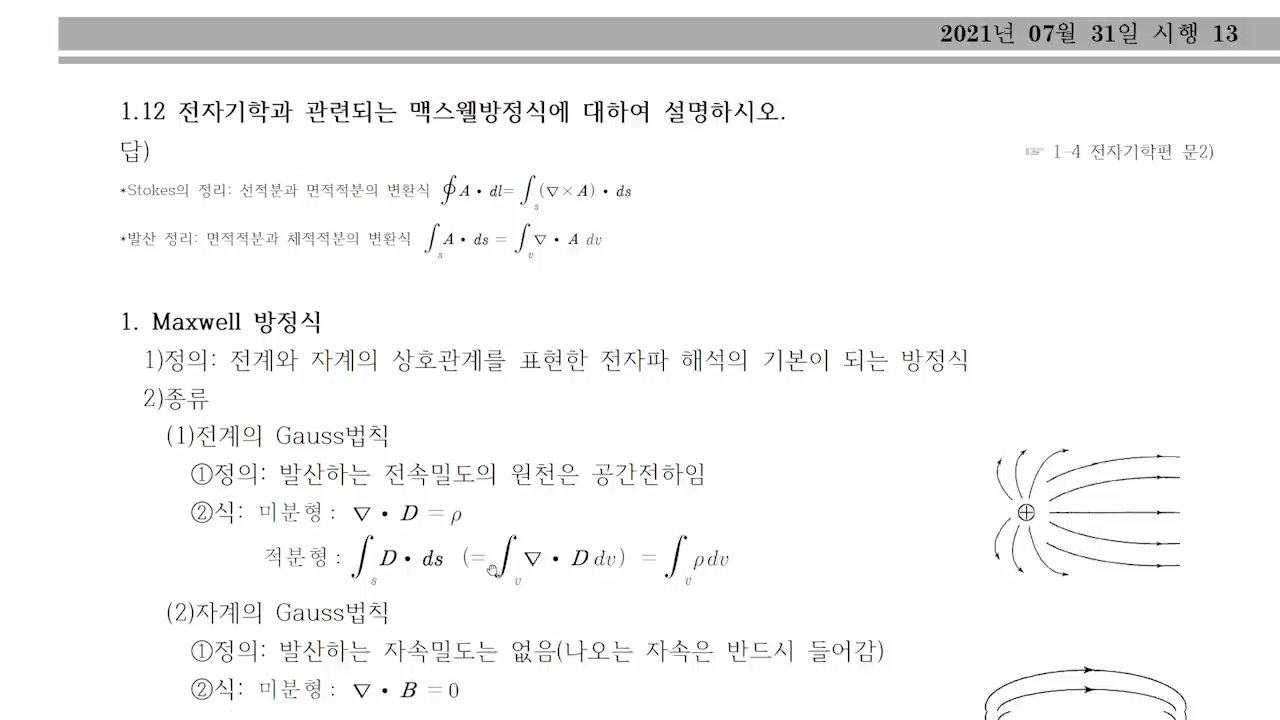 2021년 07월 31일 시행 13
1.12 전자기학과 관련되는 맥스웰방정식에 대하여 설명하시오.
답)
☞ 1-4 전자기학편 문2)
*Stokes의 정리: 선적분과 면적적분의 변환식 ∮A• dl=∫ₛ(▽×A)• ds
*발산 정리: 면적적분과 체적적분의 변환식 ∫ₛA• ds = ∫ᵥ▽• A dv
1. Maxwell 방정식
1)정의: 전계와 자계의 상호관계를 표현한 전자파 해석의 기본이 되는 방정식
2)종류
(1)전계의 Gauss법칙
①정의: 발산하는 전속밀도의 원천은 공간전하임
②식: 미분형: ▽• D = ρ
적분형: ∫ₛD• ds (=∫ᵥ▽• D dv) = ∫ᵥρdv
(2)자계의 Gauss법칙
①정의: 발산하는 자속밀도는 없음(나오는 자속은 반드시 들어감)
②식: 미분형: ▽• B = 0